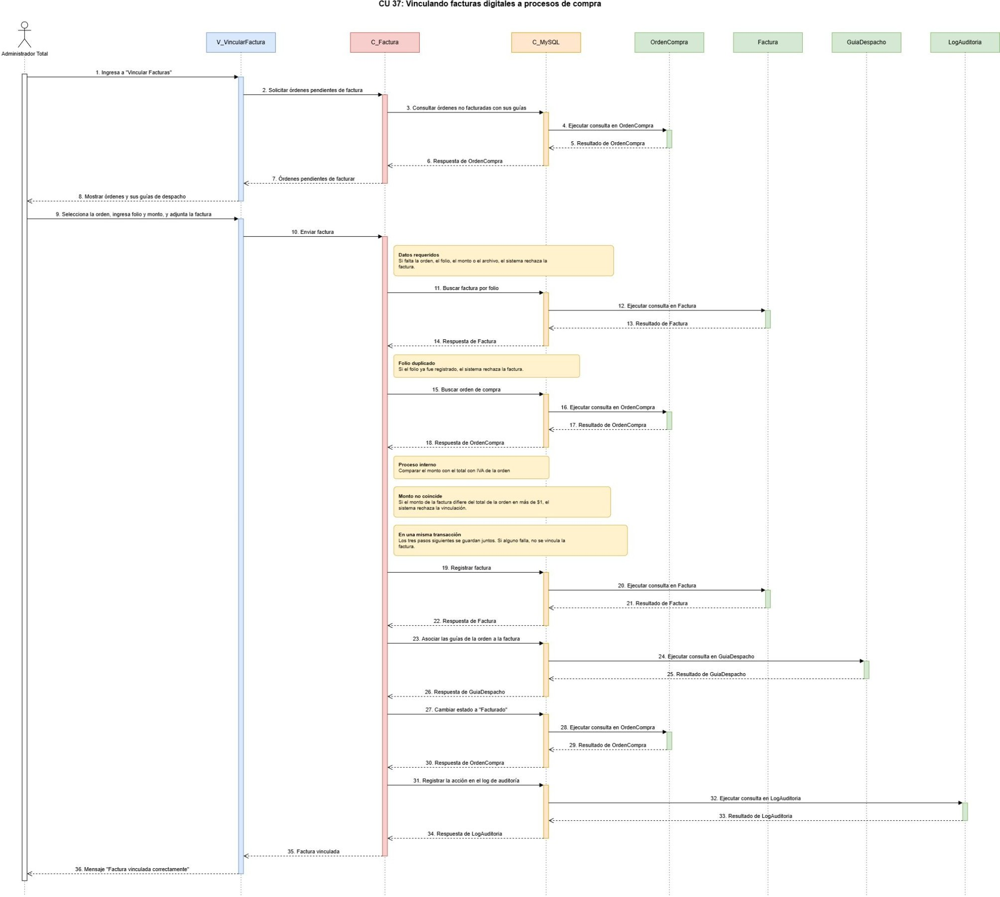 CU 37: Vinculando facturas digitales a procesos de compra
Administrador Total
V_VincularFactura
C_Factura
C_MySQL
OrdenCompra
Factura
GuiaDespacho
LogAuditoria
1. Ingresa a "Vincular Facturas"
2. Solicitar órdenes pendientes de factura
3. Consultar órdenes no facturadas con sus guías
4. Ejecutar consulta en OrdenCompra
5. Resultado de OrdenCompra
6. Respuesta de OrdenCompra
7. Órdenes pendientes de facturar
8. Mostrar órdenes y sus guías de despacho
9. Selecciona la orden, ingresa folio y monto, y adjunta la factura
10. Enviar factura
Datos requeridos
Si falta la orden, el folio, el monto o el archivo, el sistema rechaza la
factura.
11. Buscar factura por folio
12. Ejecutar consulta en Factura
13. Resultado de Factura
14. Respuesta de Factura
Folio duplicado
Si el folio ya fue registrado, el sistema rechaza la factura.
15. Buscar orden de compra
16. Ejecutar consulta en OrdenCompra
17. Resultado de OrdenCompra
18. Respuesta de OrdenCompra
Proceso interno
Comparar el monto con el total con IVA de la orden
Monto no coincide
Si el monto de la factura difiere del total de la orden en más de $1, el
sistema rechaza la vinculación.
En una misma transacción
Los tres pasos siguientes se guardan juntos. Si alguno falla, no se vincula la
factura.
19. Registrar factura
20. Ejecutar consulta en Factura
21. Resultado de Factura
22. Respuesta de Factura
23. Asociar las guías de la orden a la factura
24. Ejecutar consulta en GuiaDespacho
25. Resultado de GuiaDespacho
26. Respuesta de GuiaDespacho
27. Cambiar estado a "Facturado"
28. Ejecutar consulta en OrdenCompra
29. Resultado de OrdenCompra
30. Respuesta de OrdenCompra
31. Registrar la acción en el log de auditoría
32. Ejecutar consulta en LogAuditoria
33. Resultado de LogAuditoria
34. Respuesta de LogAuditoria
35. Factura vinculada
36. Mensaje "Factura vinculada correctamente"